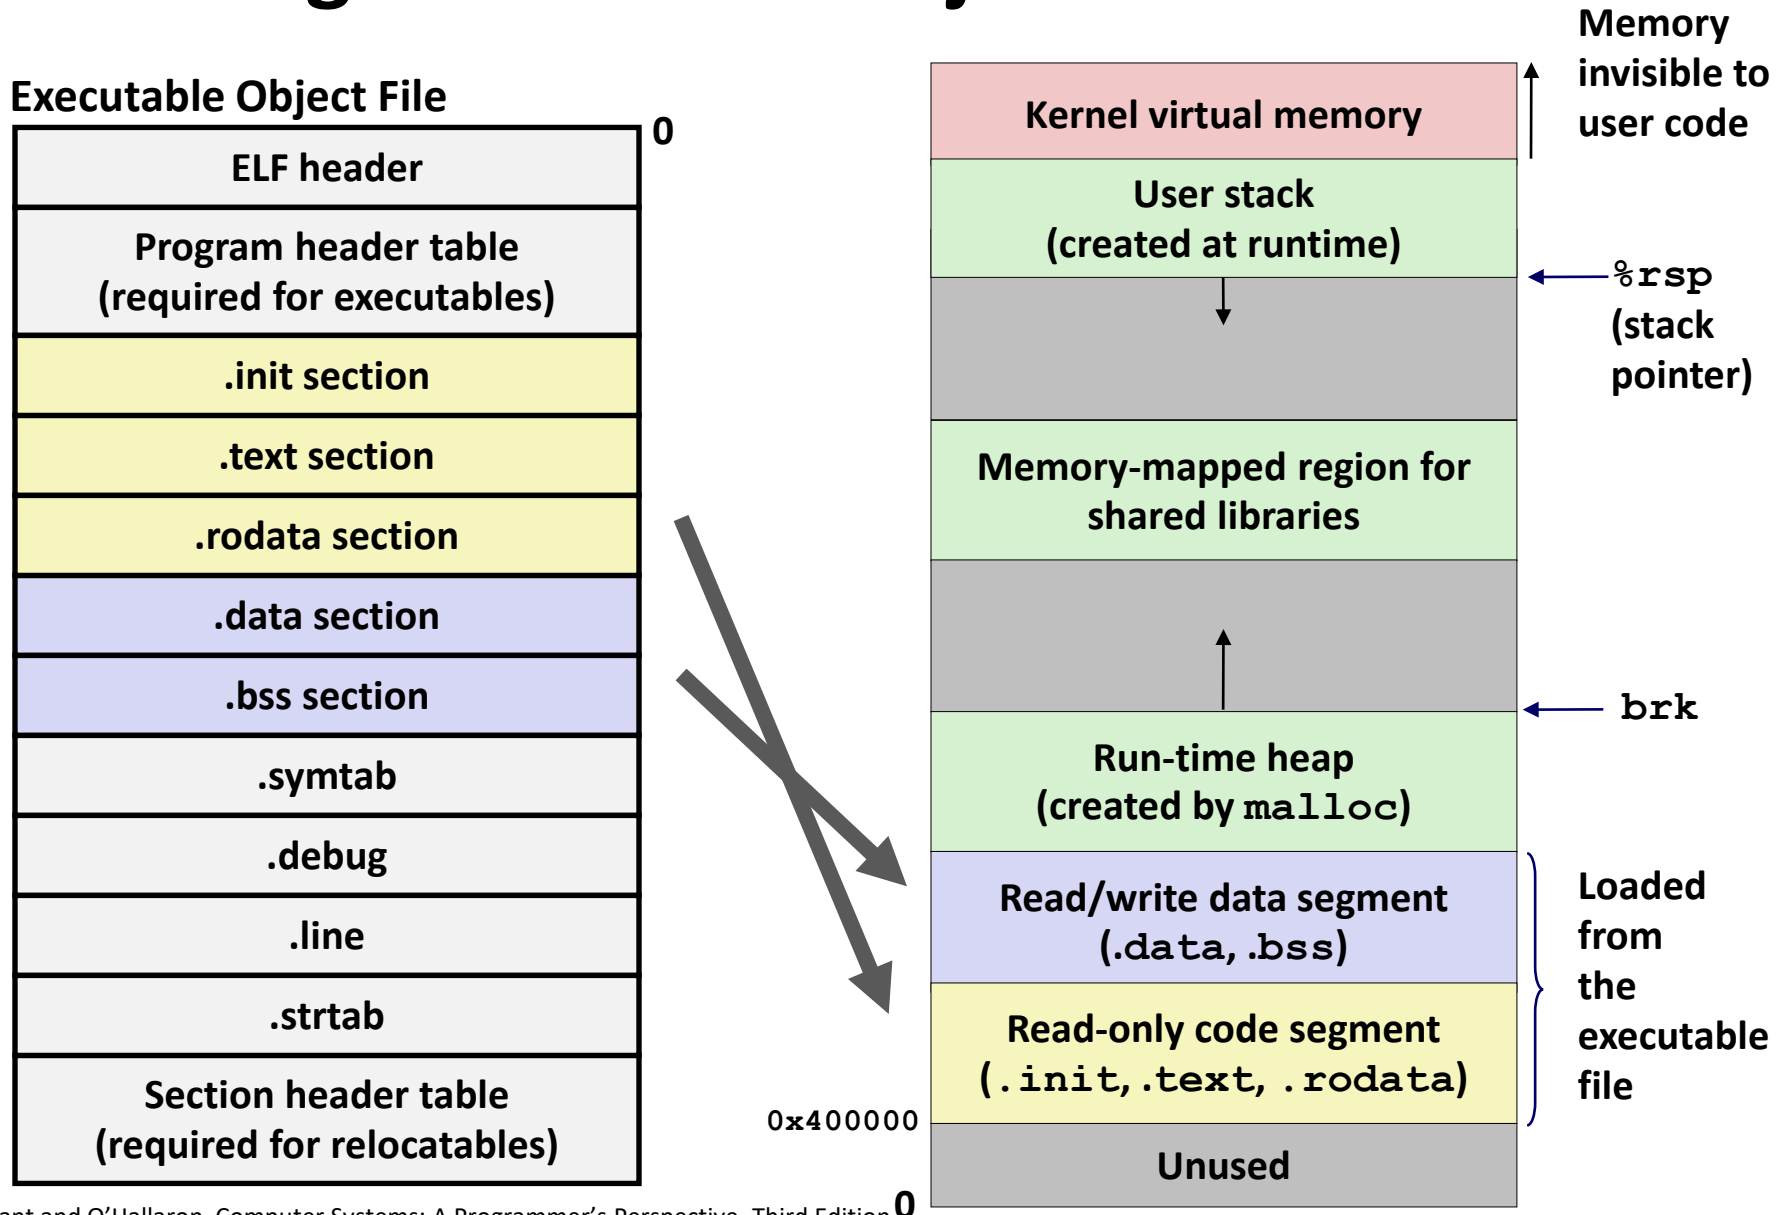 Executable Object File
0
ELF header
Program header table
(required for executables)
.init section
.text section
.rodata section
.data section
.bss section
.symtab
.debug
.line
.strtab
Section header table
(required for relocatables)
Kernel virtual memory
User stack
(created at runtime)
Memory-mapped region for
shared libraries
Run-time heap
(created by malloc)
Read/write data segment
(.data, .bss)
Read-only code segment
(.init, .text, .rodata)
Unused
0x400000
0
Memory
invisible to
user code
%rsp
(stack
pointer)
brk
Loaded
from
the
executable
file
and O'Hallaron, Computer Systems: A Programmer's Perspective, Third Edition